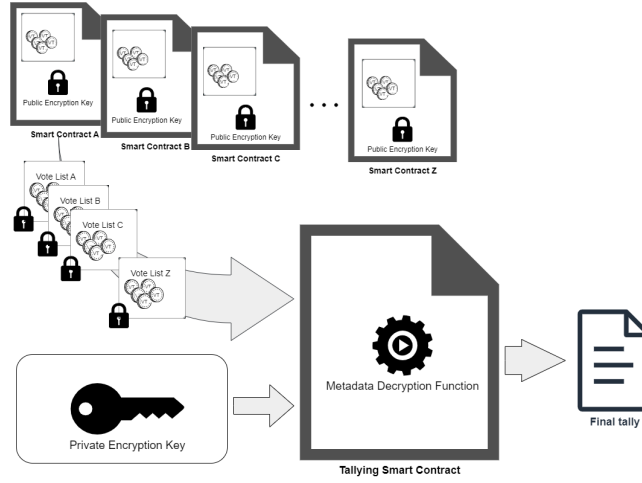 Public Encryption Key
Smart Contract A
Public Encryption Key
Smart Contract B
Public Encryption Key
Smart Contract C
Public Encryption Key
Smart Contract Z
Vote List A
Vote List B
Vote List C
Vote List Z
Private Encryption Key
Metadata Decryption Function
Tallying Smart Contract
Final tally